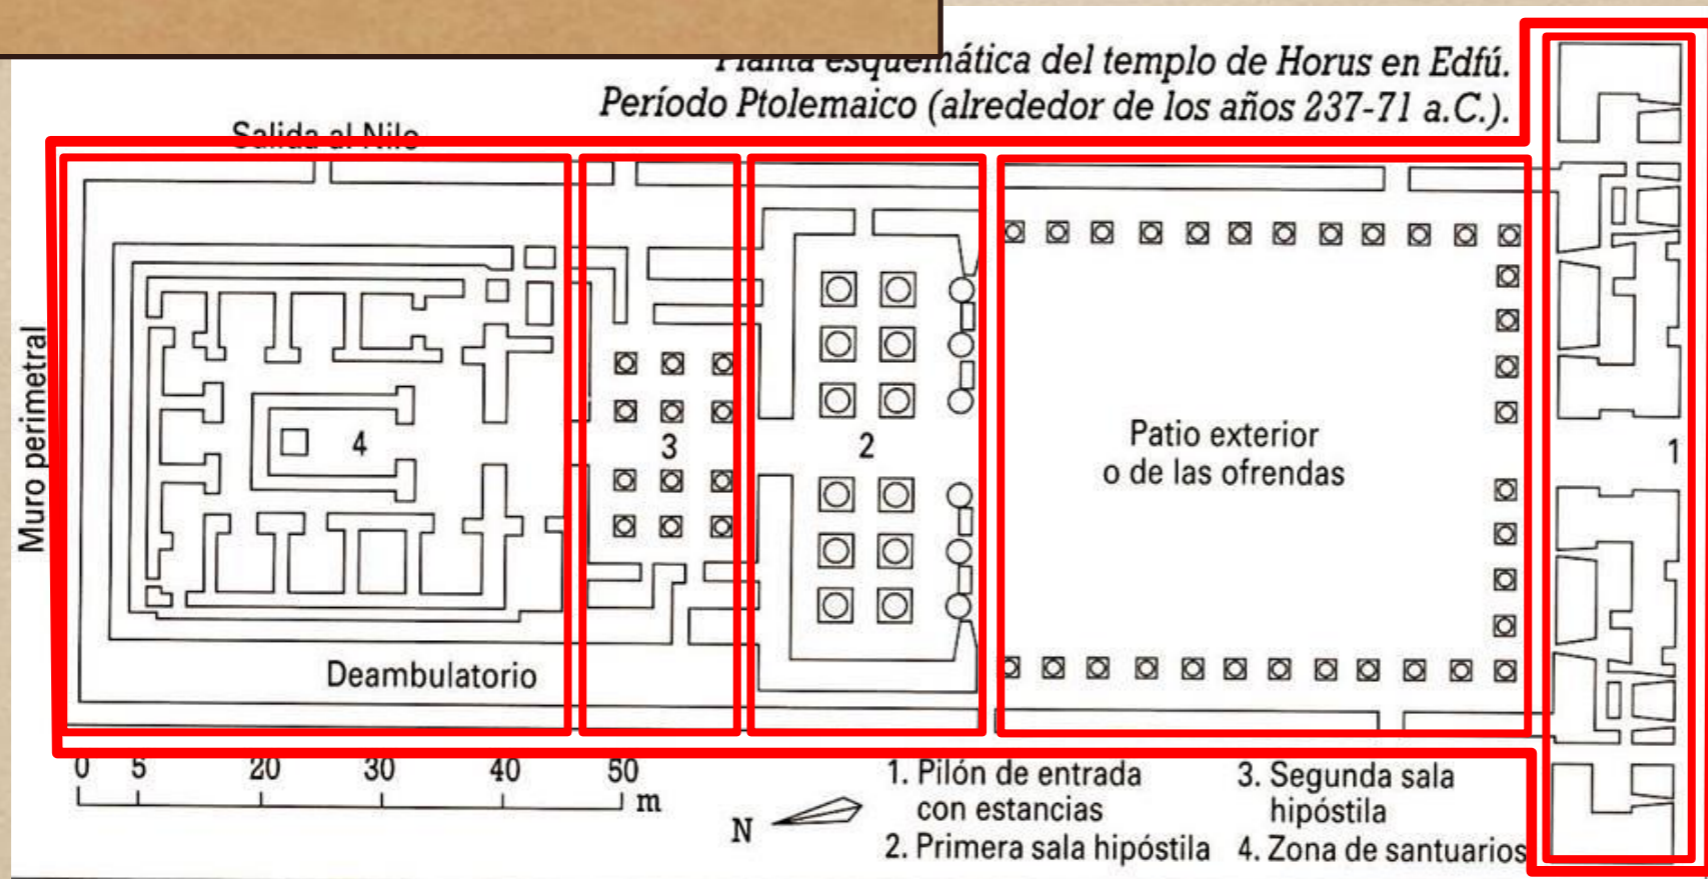 Planta esquemática del templo de Horus en Edfú.
Período Ptolemaico (alrededor de los años 237-71 a.C.).
Salida al Nilo
Muro perimetral
4
3
2
Patio exterior
o de las ofrendas
1
Deambulatorio
0 5 20 30 40 50
m
N
1. Pilón de entrada
con estancias
2. Primera sala hipóstila
3. Segunda sala
hipóstila
4. Zona de santuarios